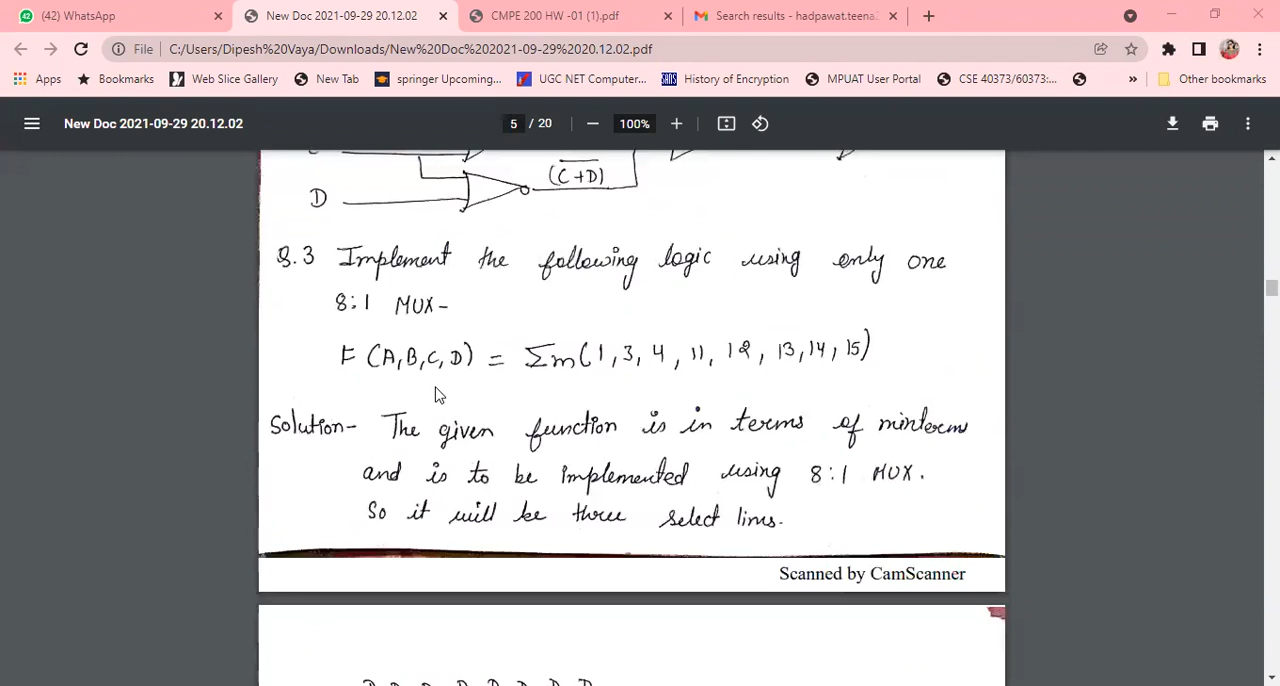 (42) WhatsApp
New Doc 2021-09-29 20.12.02
CMPE 200 HW -01 (1).pdf
Search results - hadpawat.teena
File
C:/Users/Dipesh%20Vaya/Downloads/New%20Doc%202021-09-29%2020.12.02.pdf
Apps
Bookmarks
Web Slice Gallery
New Tab
springer Upcoming...
UGC NET Computer...
History of Encryption
MPUAT User Portal
CSE 40373/60373:...
Other bookmarks
New Doc 2021-09-29 20.12.02
5 / 20
100%
(C+D)
D
Q.3 Implement the following logic using only one
8:1 MUX-
F (A,B,C,D) = Σm(1,3,4,11,12,13,14,15)
Solution- The given function is in terms of minterms
and is to be implemented using 8:1 MUX.
So it will be three select lines.
Scanned by CamScanner